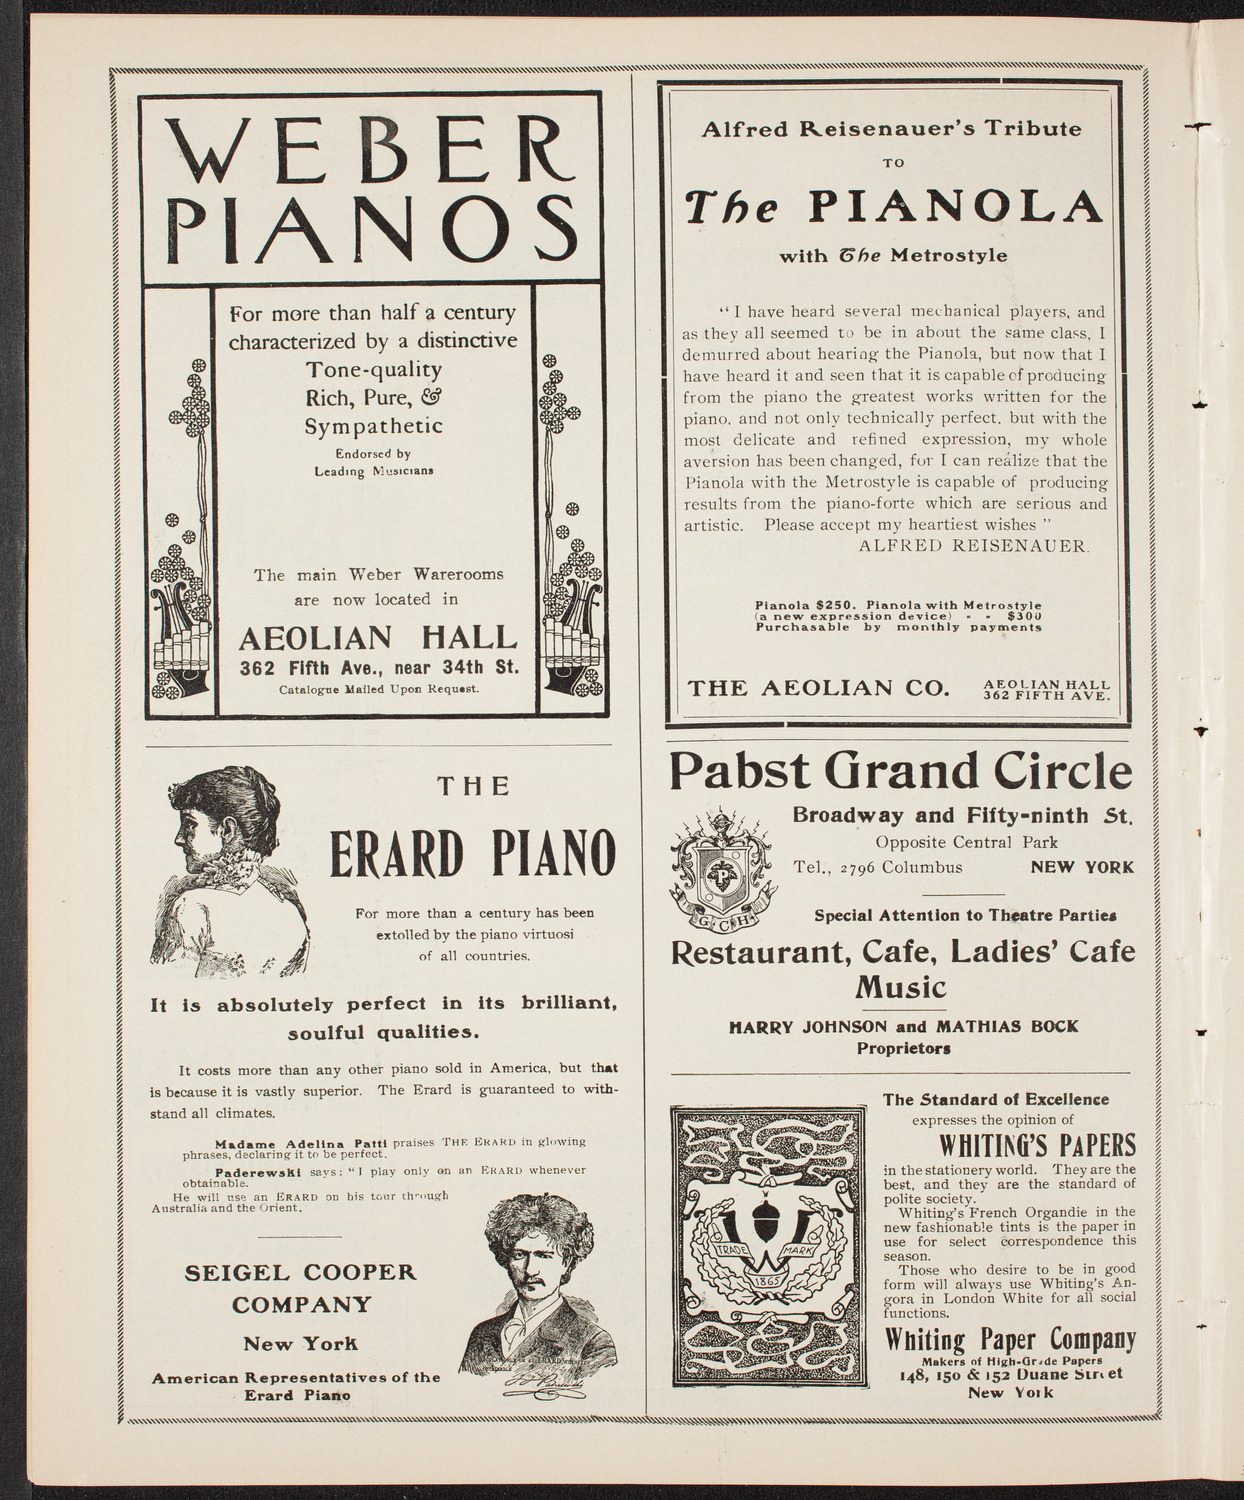 WEBER
PIANOS
For more than half a century
characterized by a distinctive
Tone-quality
Rich, Pure, &
Sympathetic
Endorsed by
Leading Musicians
The main Weber Warerooms
are now located in
AEOLIAN HALL
362 Fifth Ave., near 34th St.
Catalogue Mailed Upon Request.
THE
ERARD PIANO
For more than a century has been
extolled by the piano virtuosi
of all countries.
It is absolutely perfect in its brilliant,
soulful qualities.
It costs more than any other piano sold in America, but that
is because it is vastly superior. The Erard is guaranteed to with-
stand all climates.
Madame Adelina Patti praises THE ERARD in glowing
phrases, declaring it to be perfect.
Paderewski says: "I play only on an ERARD whenever
obtainable.
He will use an ERARD on his tour through
Australia and the Orient.
SEIGEL COOPER
COMPANY
New York
American Representatives of the
Erard Piano
Alfred Reisenauer's Tribute
TO
The PIANOLA
with The Metrostyle
"I have heard several mechanical players, and
as they all seemed to be in about the same class, I
demurred about hearing the Pianola, but now that I
have heard it and seen that it is capable of producing
from the piano the greatest works written for the
piano, and not only technically perfect, but with the
most delicate and refined expression, my whole
aversion has been changed, for I can realize that the
Pianola with the Metrostyle is capable of producing
results from the piano-forte which are serious and
artistic. Please accept my heartiest wishes"
ALFRED REISENAUER.
Pianola $250. Pianola with Metrostyle
(a new expression device) - - $300
Purchasable by monthly payments
THE AEOLIAN CO. AEOLIAN HALL
362 FIFTH AVE.
Pabst Grand Circle
Broadway and Fifty-ninth St.
Opposite Central Park
Tel., 2796 Columbus NEW YORK
P
G C H
Special Attention to Theatre Parties
Restaurant, Cafe, Ladies' Cafe
Music
HARRY JOHNSON and MATHIAS BOCK
Proprietors
TRADE MARK
1865
The Standard of Excellence
expresses the opinion of
WHITING'S PAPERS
in the stationery world. They are the
best, and they are the standard of
polite society.
Whiting's French Organdie in the
new fashionable tints is the paper in
use for select correspondence this
season.
Those who desire to be in good
form will always use Whiting's An-
gora in London White for all social
functions.
Whiting Paper Company
Makers of High-Grade Papers
148, 150 & 152 Duane Street
New York